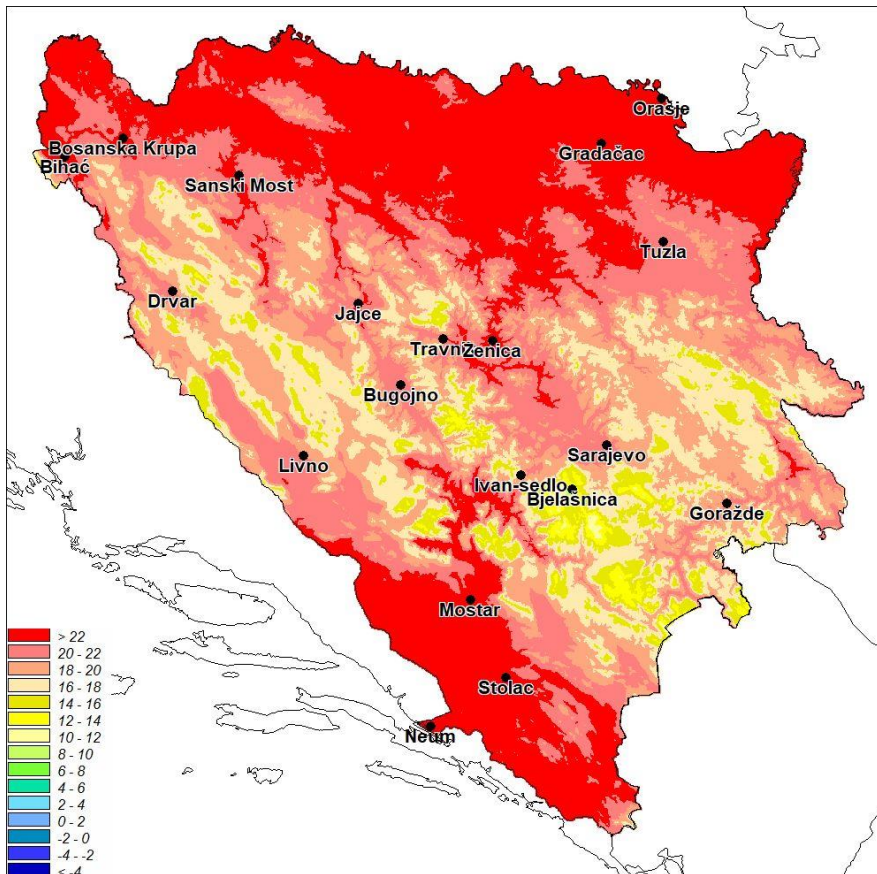 Orašje
Gradačac
Bosanska Krupa
Bihać
Sanski Most
Tuzla
Drvar
Jajce
Travni
Zenica
Bugojno
Sarajevo
Livno
Ivan-sedlo
Bjelašnica
Goražde
Mostar
Stolac
Neum
> 22
20 - 22
18 - 20
16 - 18
14 - 16
12 - 14
10 - 12
8 - 10
6 - 8
4 - 6
2 - 4
0 - 2
-2 - 0
-4 - -2
< -4